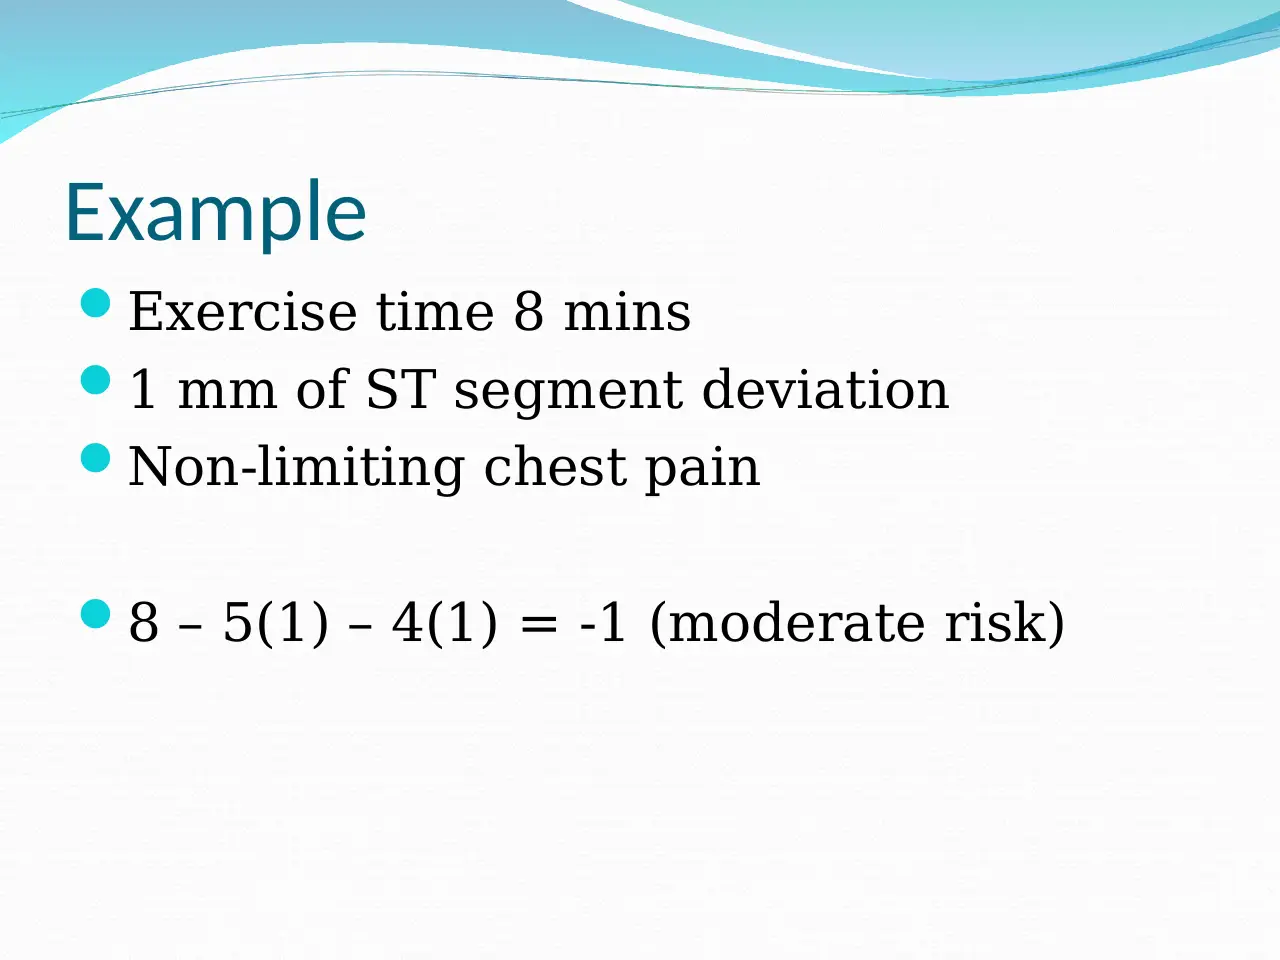 Example
Exercise time 8 mins
1 mm of ST segment deviation
Non-limiting chest pain
8 – 5(1) – 4(1) = -1 (moderate risk)